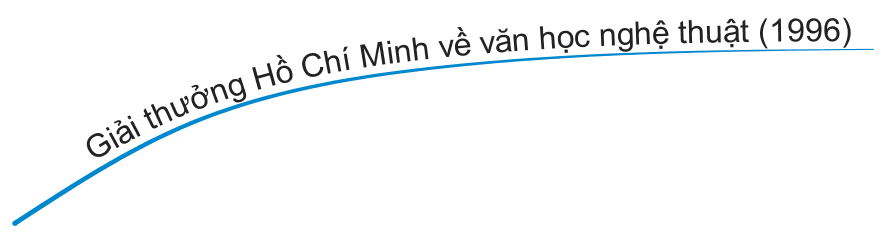 Giải thưởng Hồ Chí Minh về văn học nghệ thuật (1996)